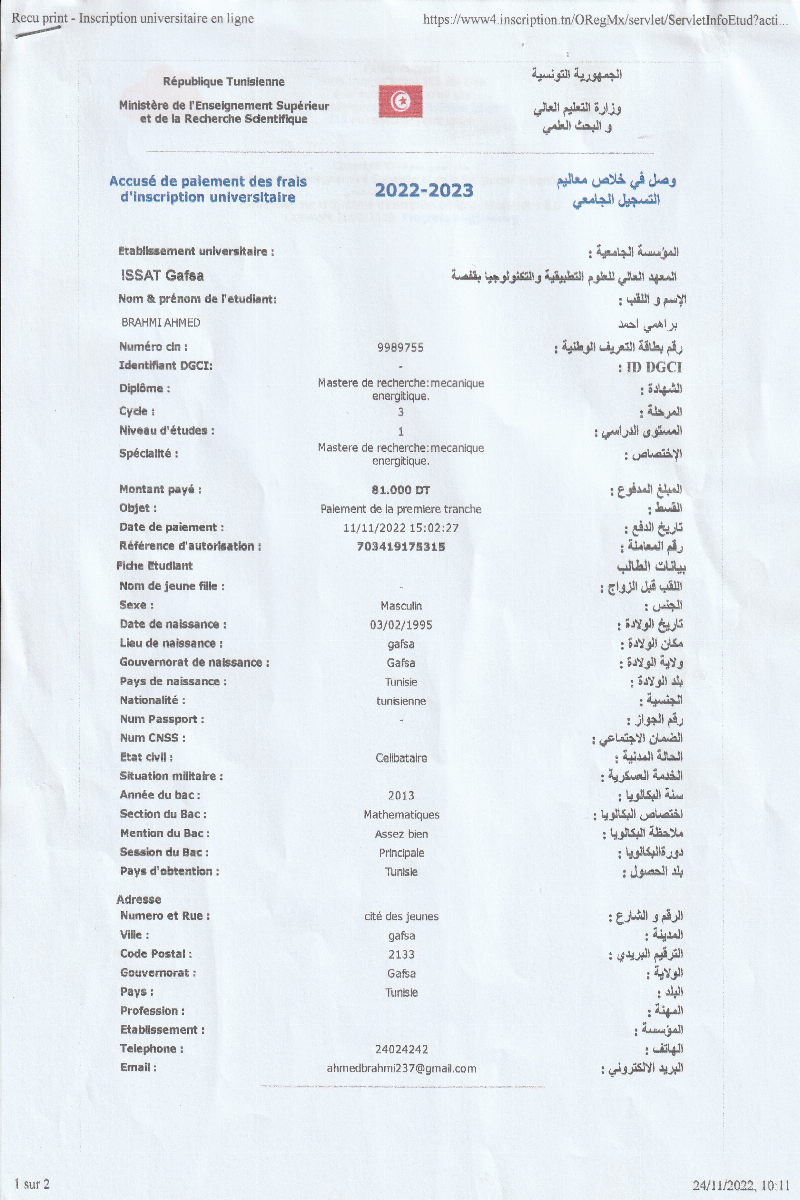 Recu print - Inscription universitaire en ligne
https://www4.inscription.tn/ORegMx/servlet/ServletInfoEtud?acti...
République Tunisienne
الجمهورية التونسية
Ministère de l'Enseignement Supérieur
et de la Recherche Scientifique
وزارة التعليم العالي
و البحث العلمي
Accusé de paiement des frais
d'inscription universitaire
2022-2023
وصل في خلاص معاليم
التسجيل الجامعي
Etablissement universitaire :
المؤسسة الجامعية :
ISSAT Gafsa
المعهد العالي للعلوم التطبيقية والتكنولوجيا بقفصة
Nom & prénom de l'etudiant:
الإسم و اللقب :
BRAHMI AHMED
براهمي احمد
Numéro cin : 9989755 رقم بطاقة التعريف الوطنية :
Identifiant DGCI: - ID DGCI :
Diplôme : Mastere de recherche:mecanique
energitique. الشهادة :
Cycle : 3 المرحلة :
Niveau d'études : 1 المستوى الدراسي :
Spécialité : Mastere de recherche:mecanique
energitique. الإختصاص :
Montant payé : 81.000 DT المبلغ المدفوع :
Objet : Paiement de la premiere tranche القسط :
Date de paiement : 11/11/2022 15:02:27 تاريخ الدفع :
Référence d'autorisation : 703419175315 رقم المعاملة :
Fiche Etudiant بيانات الطالب
Nom de jeune fille : - اللقب قبل الزواج :
Sexe : Masculin الجنس :
Date de naissance : 03/02/1995 تاريخ الولادة :
Lieu de naissance : gafsa مكان الولادة :
Gouvernorat de naissance : Gafsa ولاية الولادة :
Pays de naissance : Tunisie بلد الولادة :
Nationalité : tunisienne الجنسية :
Num Passport : - رقم الجواز :
Num CNSS : الضمان الاجتماعي :
Etat civil : Celibataire الحالة المدنية :
Situation militaire : الخدمة العسكرية :
Année du bac : 2013 سنة البكالويا :
Section du Bac : Mathematiques اختصاص البكالويا :
Mention du Bac : Assez bien ملاحظة البكالويا :
Session du Bac : Principale دورةالبكالويا :
Pays d'obtention : Tunisie بلد الحصول :
Adresse
Numero et Rue : cité des jeunes الرقم و الشارع :
Ville : gafsa المدينة :
Code Postal : 2133 الترقيم البريدي :
Gouvernorat : Gafsa الولاية :
Pays : Tunisie البلد :
Profession : المهنة :
Etablissement : المؤسسة :
Telephone : 24024242 الهاتف :
Email : ahmedbrahmi237@gmail.com البريد الالكتروني :
1 sur 2
24/11/2022, 10:11